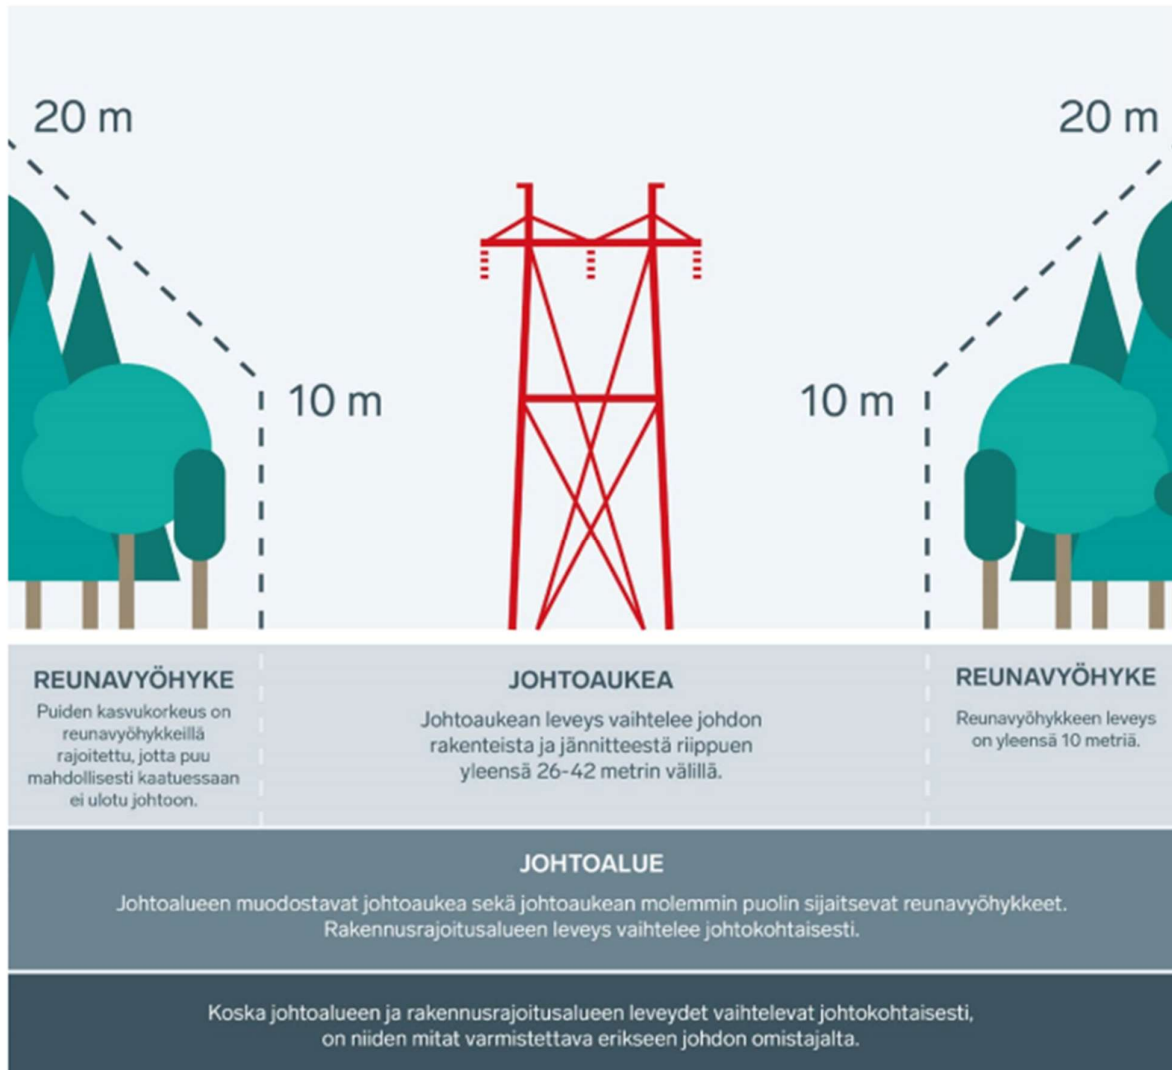 20 m
20 m
10 m
10 m
REUNAVYÖHYKE
Puiden kasvukorkeus on
reunavyöhykkeillä
rajoitettu, jotta puu
mahdollisesti kaatuessaan
ei ulotu johtoon.
JOHTOAUKEA
Johtoaukean leveys vaihtelee johdon
rakenteista ja jännitteestä riippuen
yleensä 26-42 metrin välillä.
REUNAVYÖHYKE
Reunavyöhykkeen leveys
on yleensä 10 metriä.
JOHTOALUE
Johtoalueen muodostavat johtoaukea sekä johtoaukean molemmin puolin sijaitsevat reunavyöhykkeet.
Rakennusrajoitusalueen leveys vaihtelee johtokohtaisesti.
Koska johtoalueen ja rakennusrajoitusalueen leveydet vaihtelevat johtokohtaisesti,
on niiden mitat varmistettava erikseen johdon omistajalta.